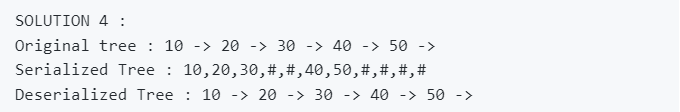 SOLUTION 4 :
Original tree : 10 -> 20 -> 30 -> 40 -> 50 ->
Serialized Tree : 10,20,30,#,#,40,50,#,#,#,#
Deserialized Tree : 10 -> 20 -> 30 -> 40 -> 50 ->